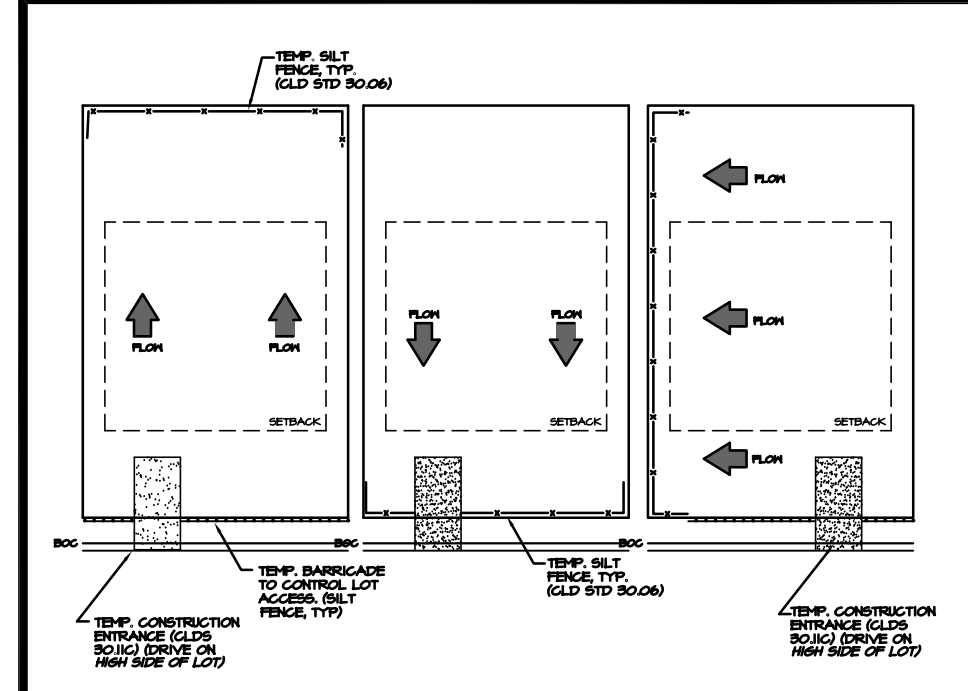 TEMP. SILT
FENCE, TYP.
(CLD STD 30.06)
FLOW
FLOW
FLOW
FLOW
FLOW
FLOW
FLOW
SETBACK
SETBACK
SETBACK
BOC
BOC
BOC
TEMP. BARRICADE
TO CONTROL LOT
ACCESS. (SILT
FENCE, TYP)
TEMP. SILT
FENCE, TYP.
(CLD STD 30.06)
TEMP. CONSTRUCTION
ENTRANCE (CLDS
30.11C) (DRIVE ON
HIGH SIDE OF LOT)
TEMP. CONSTRUCTION
ENTRANCE (CLDS
30.11C) (DRIVE ON
HIGH SIDE OF LOT)